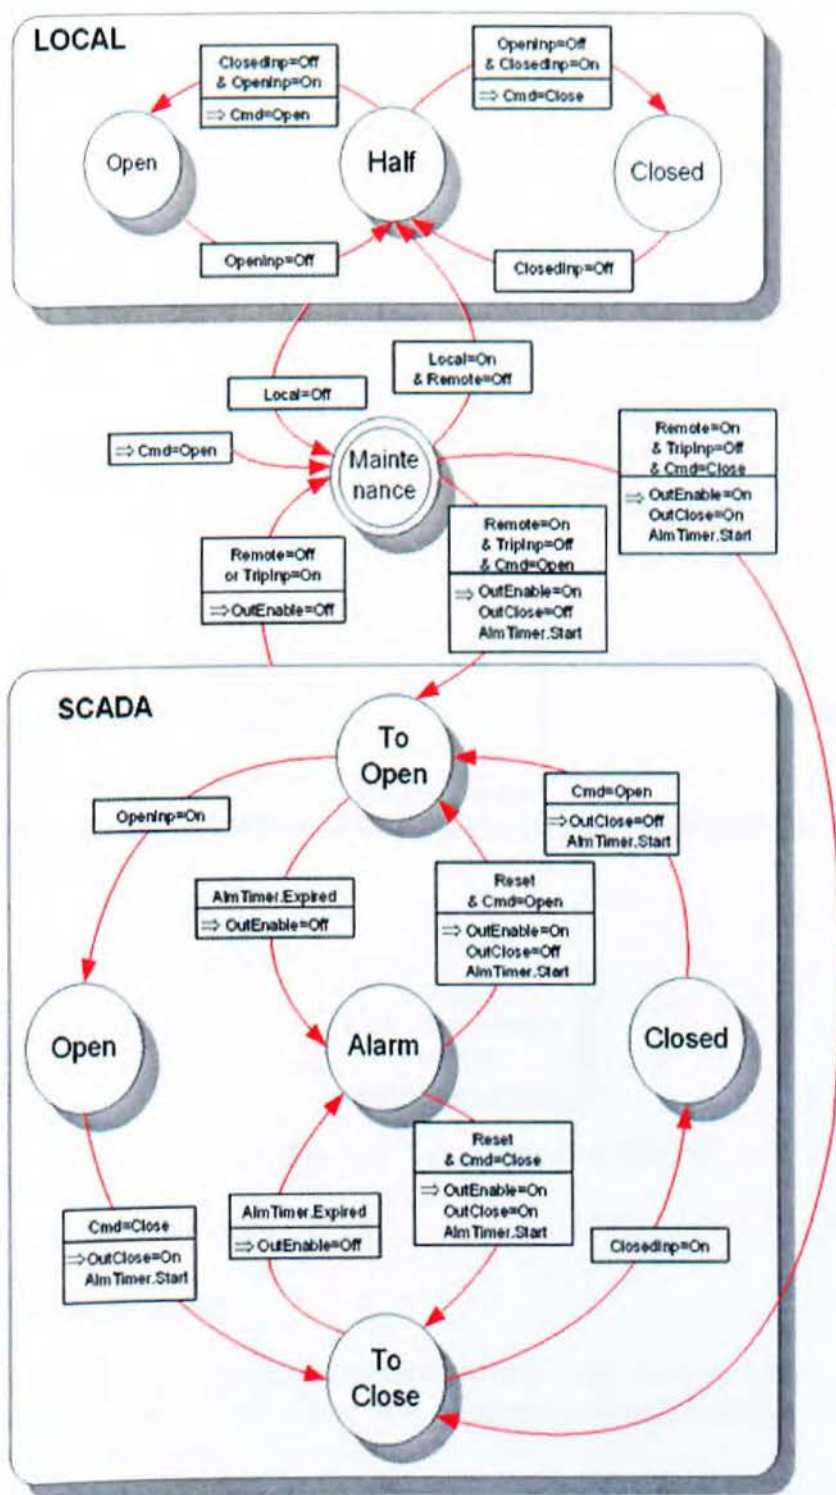 LOCAL
ClosedInp=Off
& OpenInp=On
⇒ Cmd=Open
OpenInp=Off
& ClosedInp=On
⇒ Cmd=Close
Open
Half
Closed
OpenInp=Off
ClosedInp=Off
Local=Off
Local=On
& Remote=Off
⇒ Cmd=Open
Mainte
nance
Remote=On
& TripInp=Off
& Cmd=Close
⇒ OutEnable=On
OutClose=On
AlmTimer.Start
Remote=Off
or TripInp=On
⇒ OutEnable=Off
Remote=On
& TripInp=Off
& Cmd=Open
⇒ OutEnable=On
OutClose=Off
AlmTimer.Start
SCADA
To
Open
OpenInp=On
Cmd=Open
⇒ OutClose=Off
AlmTimer.Start
AlmTimer.Expired
⇒ OutEnable=Off
Reset
& Cmd=Open
⇒ OutEnable=On
OutClose=Off
AlmTimer.Start
Open
Alarm
Closed
Reset
& Cmd=Close
⇒ OutEnable=On
OutClose=On
AlmTimer.Start
Cmd=Close
⇒ OutClose=On
AlmTimer.Start
AlmTimer.Expired
⇒ OutEnable=Off
ClosedInp=On
To
Close